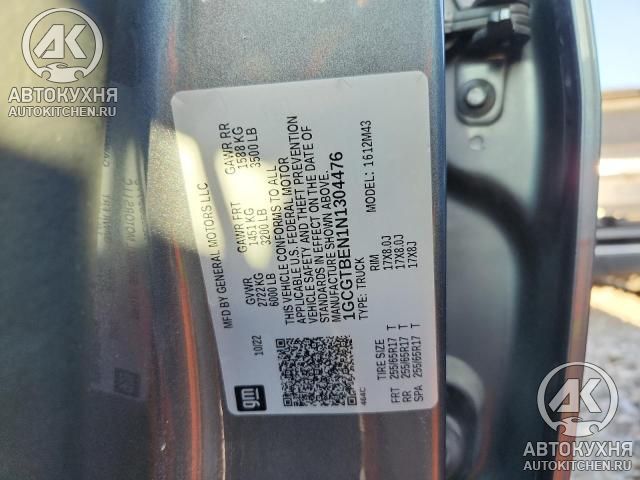 АК
АВТОКУХНЯ
AUTOKITCHEN.RU
MFD BY GENERAL MOTORS LLC
10/22
GVWR
2722 KG
6000 LB
GAWR FRT
1451 KG
3200 LB
GAWR RR
1588 KG
3500 LB
THIS VEHICLE CONFORMS TO ALL
APPLICABLE U.S. FEDERAL MOTOR
VEHICLE SAFETY AND THEFT PREVENTION
STANDARDS IN EFFECT ON THE DATE OF
MANUFACTURE SHOWN ABOVE.
1GCGTBEN1N1304476
TYPE: TRUCK
MODEL: 1612M43
gm
464C
TIRE SIZE RIM
FRT 255/65R17 T 17X8.0J
RR 255/65R17 T 17X8.0J
SPA 255/65R17 T 17X8J
АК
АВТОКУХНЯ
AUTOKITCHEN.RU